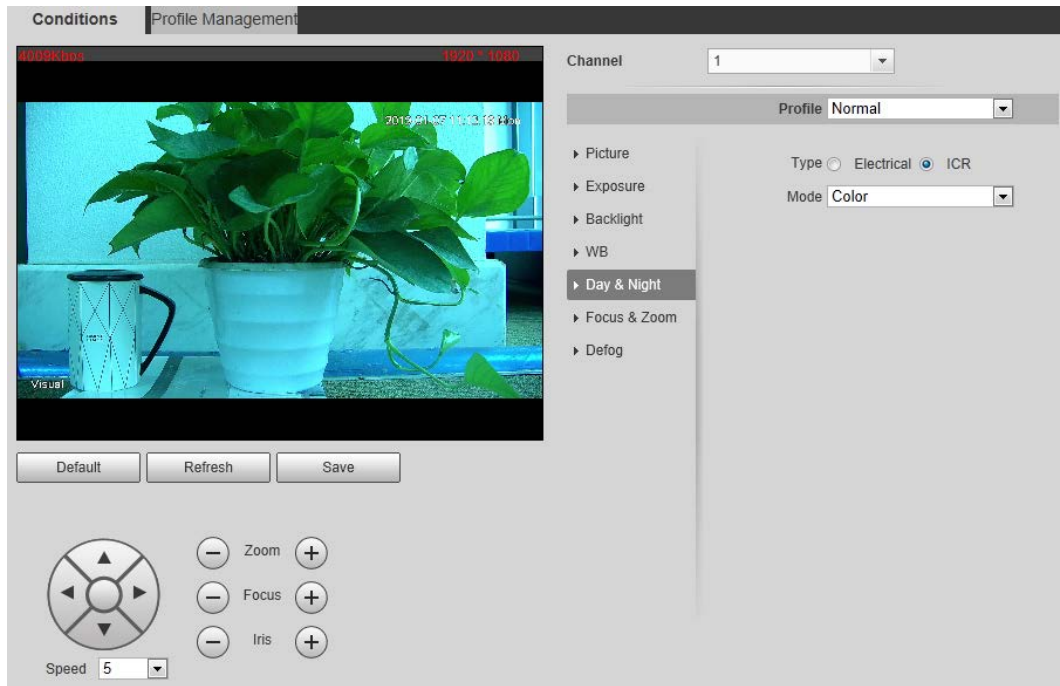 Conditions Profile Management
4009Kbps 1920 * 1080
Visual
Default Refresh Save
Zoom
Focus
Iris
Speed 5
Channel 1
Profile Normal
Picture
Exposure
Backlight
WB
Day & Night
Focus & Zoom
Defog
Type Electrical ICR
Mode Color